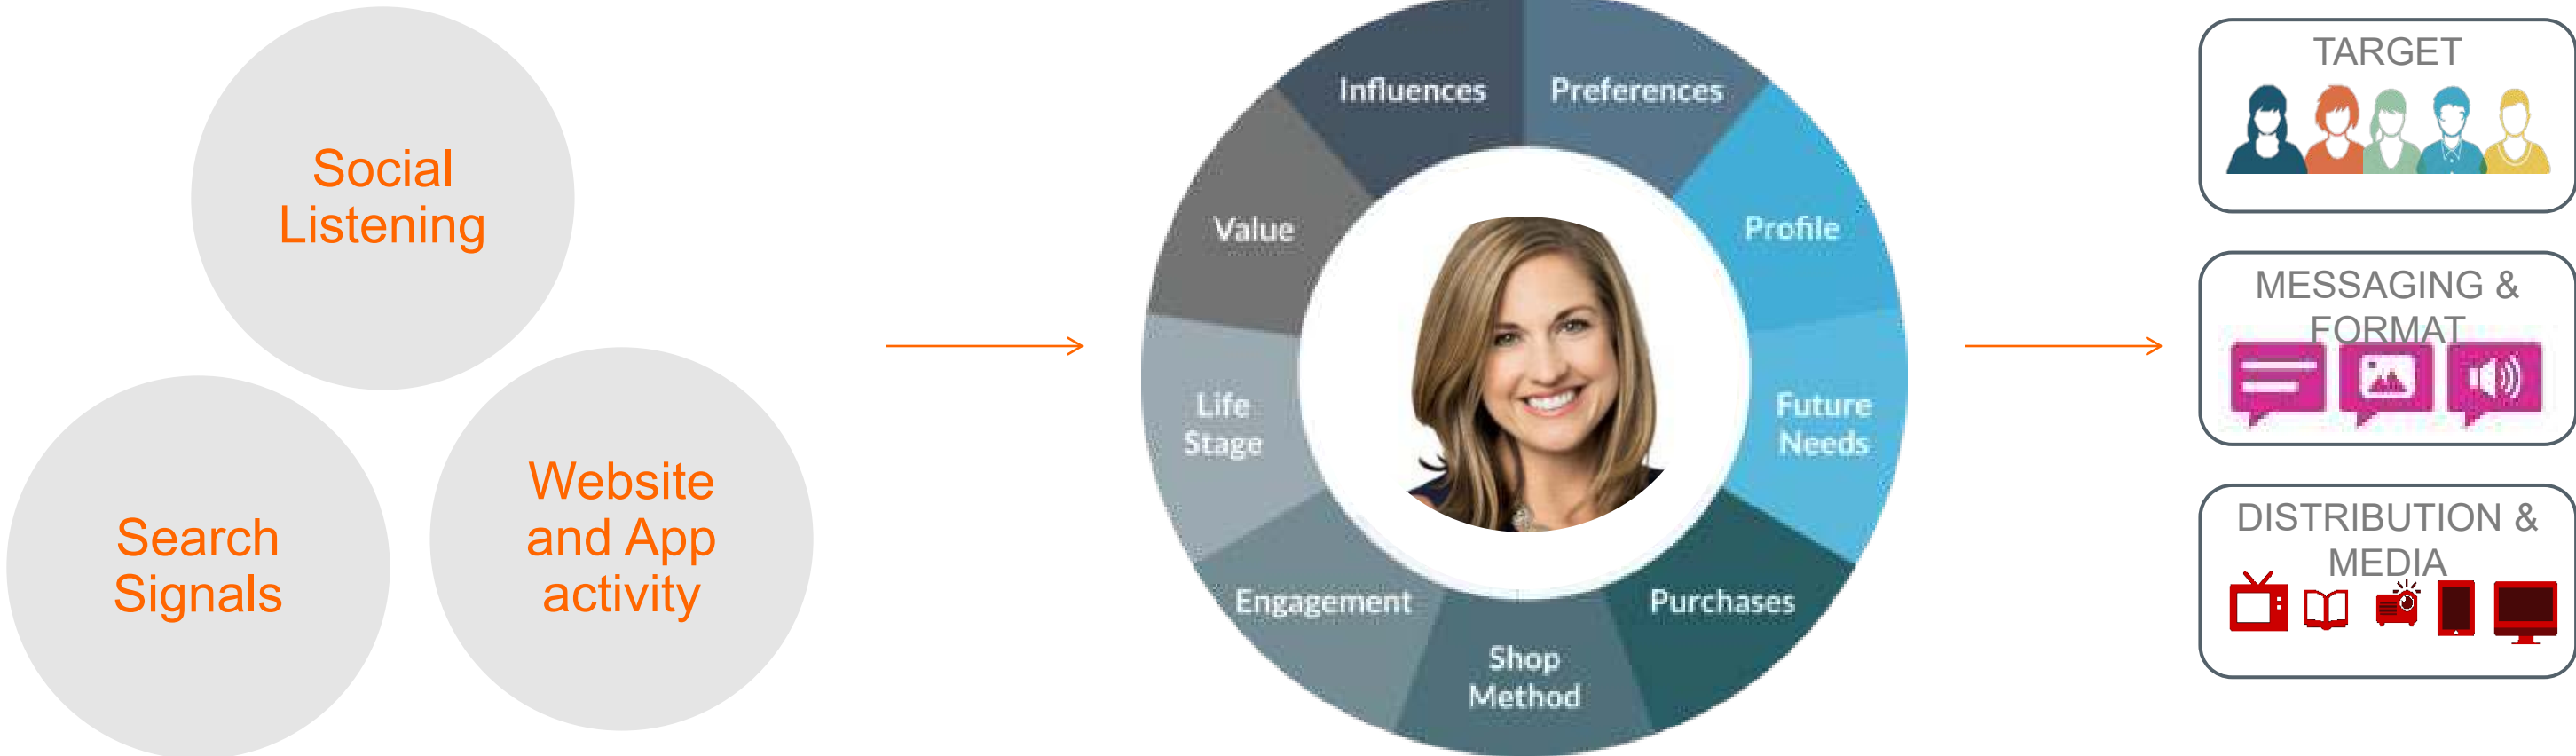 Social
Listening
Search
Signals
Website
and App
activity
Influences
Preferences
Profile
Future
Needs
Purchases
Shop
Method
Engagement
Life
Stage
Value
TARGET
MESSAGING &
FORMAT
DISTRIBUTION &
MEDIA